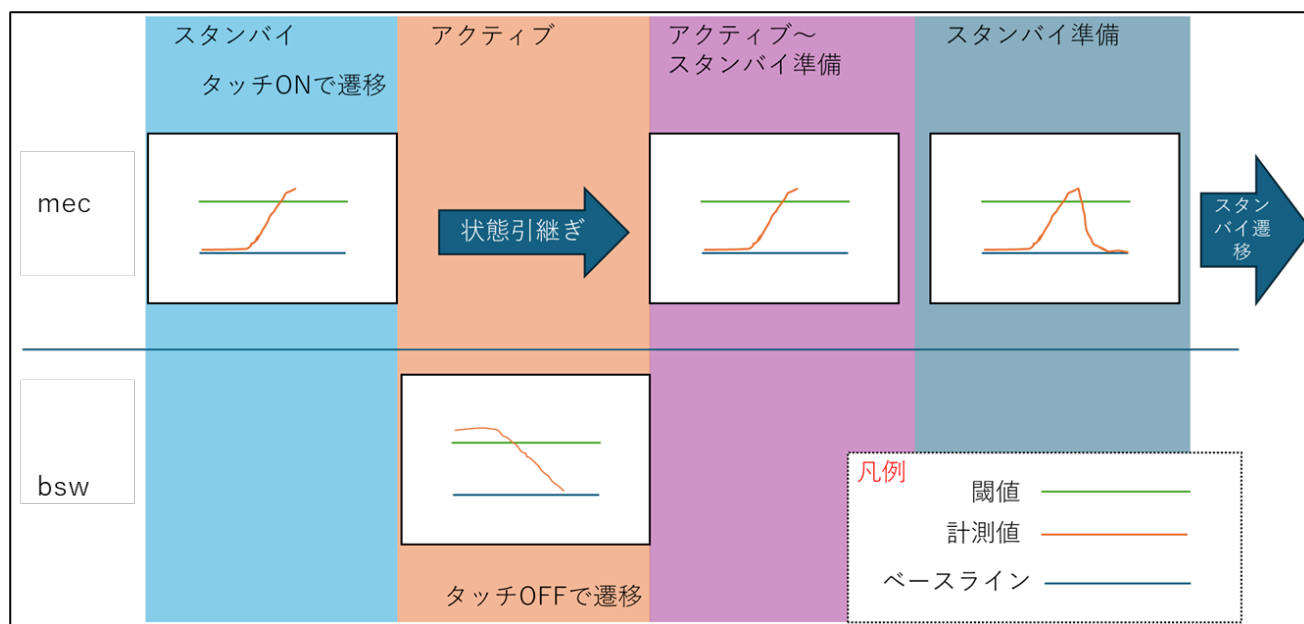 スタンバイ
タッチONで遷移
アクティブ
アクティブ～
スタンバイ準備
スタンバイ準備
mec
状態引継ぎ
スタン
バイ遷
移
bsw
タッチOFFで遷移
凡例
閾値
計測値
ベースライン